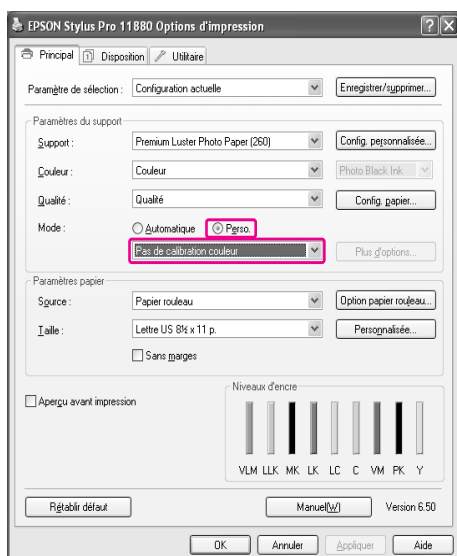 EPSON Stylus Pro 11880 Options d'impression
Principal Disposition Utilitaire
Paramètre de sélection : Configuration actuelle Enregistrer/supprimer...
Paramètres du support
Support : Premium Luster Photo Paper (260) Config. personnalisée...
Couleur : Couleur Photo Black Ink
Qualité : Qualité Config. papier...
Mode : Automatique Perso.
Pas de calibration couleur Plus d'options...
Paramètres papier
Source : Papier rouleau Option papier rouleau...
Taille : Lettre US 8½ x 11 p. Personnalisée...
Sans marges
Aperçu avant impression
Niveaux d'encre
VLM LLK MK LK LC C VM PK Y
Rétablir défaut Manuel(W) Version 6.50
OK Annuler Appliquer Aide